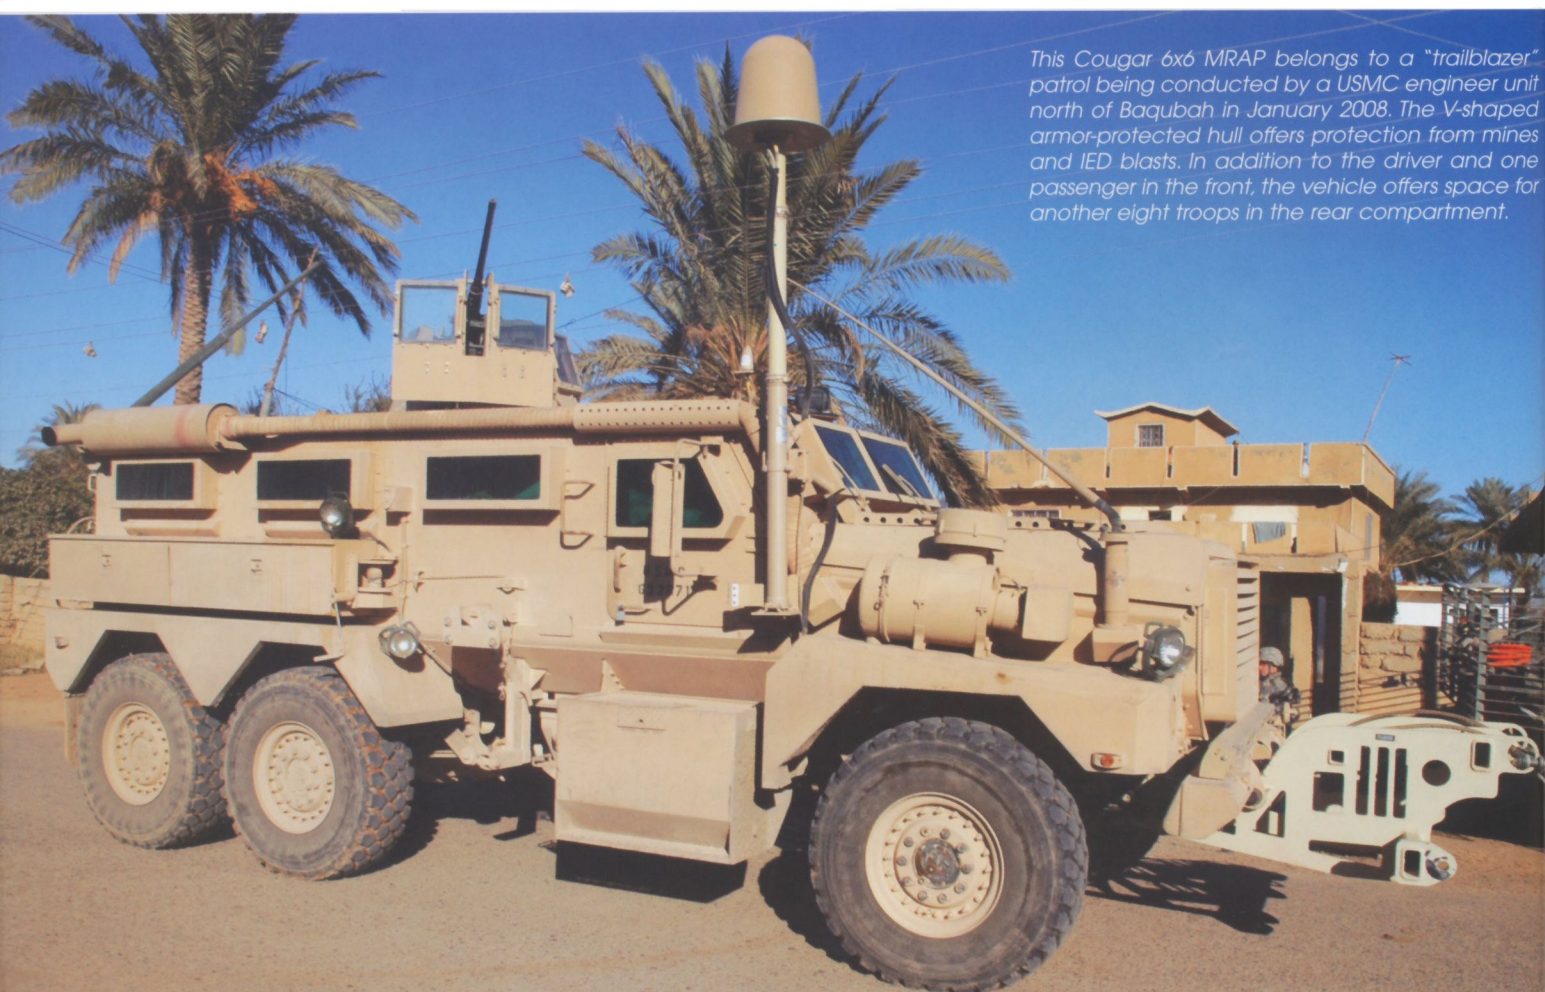 This Cougar 6x6 MRAP belongs to a "trailblazer"
patrol being conducted by a USMC engineer unit
north of Baqubah in January 2008. The V-shaped
armor-protected hull offers protection from mines
and IED blasts. In addition to the driver and one
passenger in the front, the vehicle offers space for
another eight troops in the rear compartment.